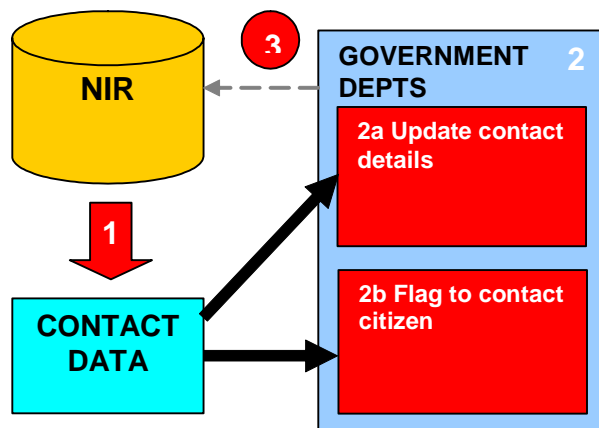 NIR
3
GOVERNMENT 2
DEPTS
2a Update contact
details
1
2b Flag to contact
citizen
CONTACT
DATA